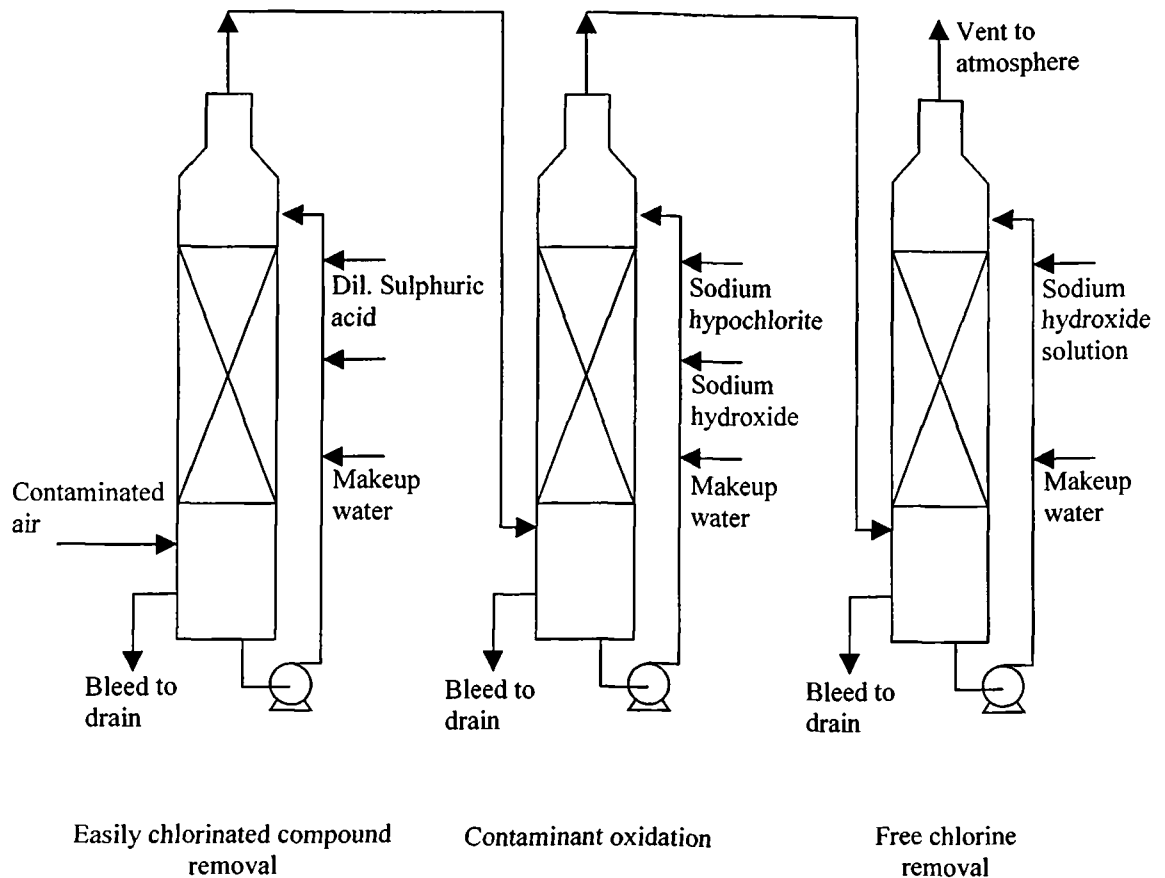 Vent to
atmosphere
Dil. Sulphuric
acid
Sodium
hypochlorite
Sodium
hydroxide
solution
Sodium
hydroxide
Makeup
water
Makeup
water
Makeup
water
Contaminated
air
Bleed to
drain
Bleed to
drain
Bleed to
drain
Easily chlorinated compound
removal
Contaminant oxidation
Free chlorine
removal